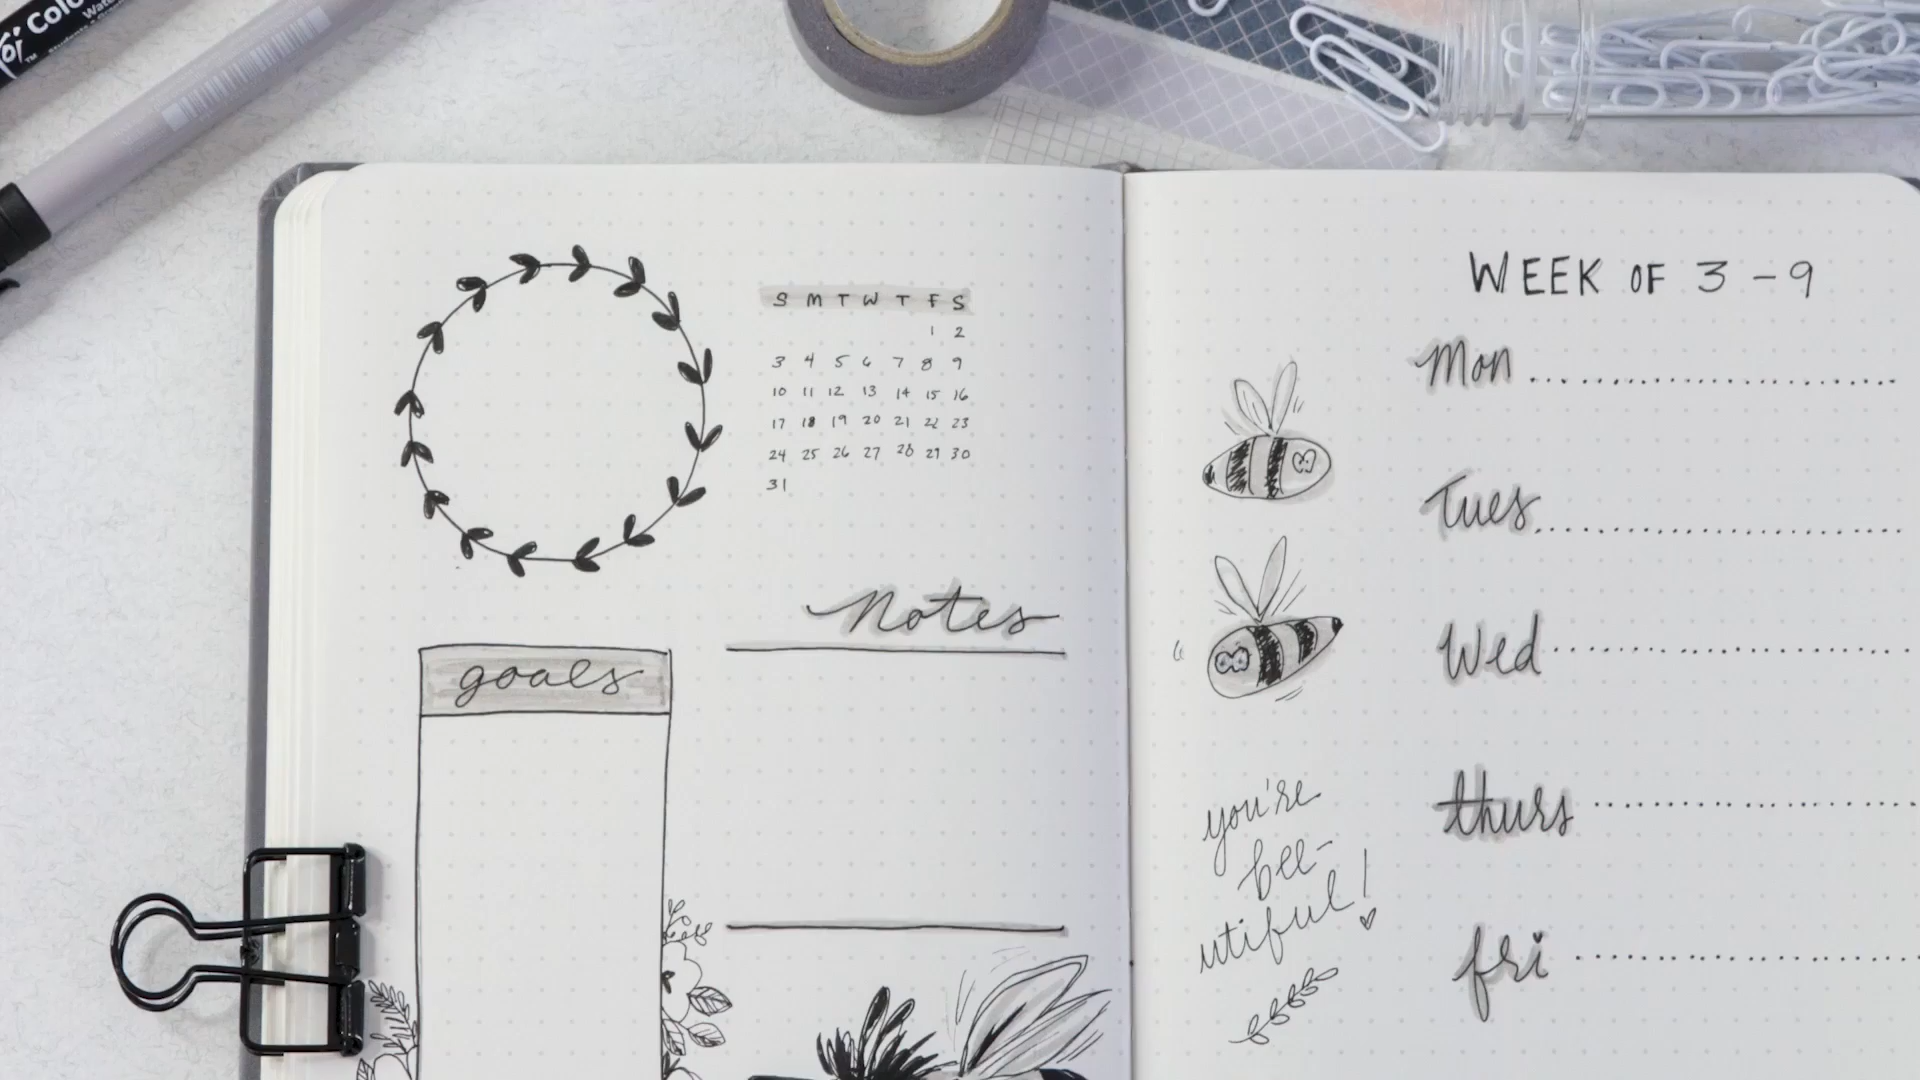 Colo
S M T W T F S
1 2
3 4 5 6 7 8 9
10 11 12 13 14 15 16
17 18 19 20 21 22 23
24 25 26 27 28 29 30
31
Notes
goals
WEEK OF 3-9
Mon
Tues
Wed
thurs
fri
you're
bee-
utiful!